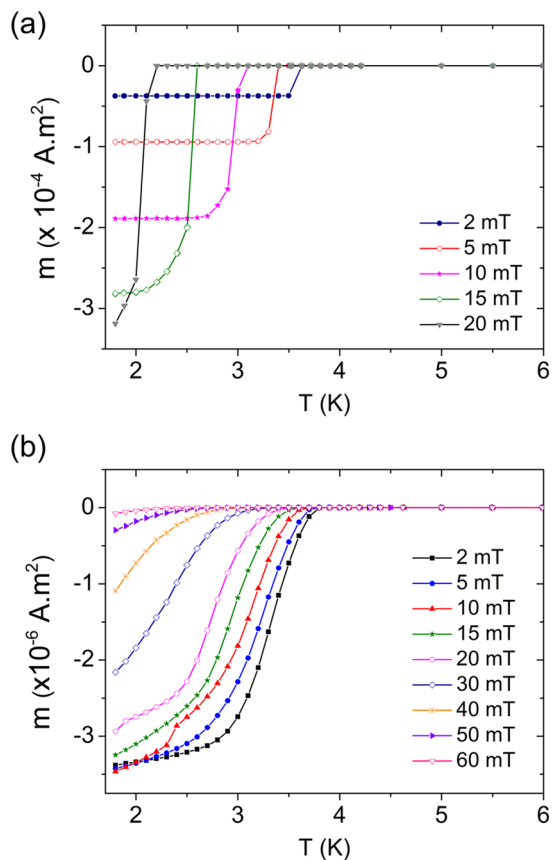 (a)
0
-1
-2
-3
m (x 10⁻⁴ A.m²)
2 mT
5 mT
10 mT
15 mT
20 mT
2 3 4 5 6
T (K)
(b)
0
-1
-2
-3
m (x10⁻⁶ A.m²)
2 mT
5 mT
10 mT
15 mT
20 mT
30 mT
40 mT
50 mT
60 mT
2 3 4 5 6
T (K)